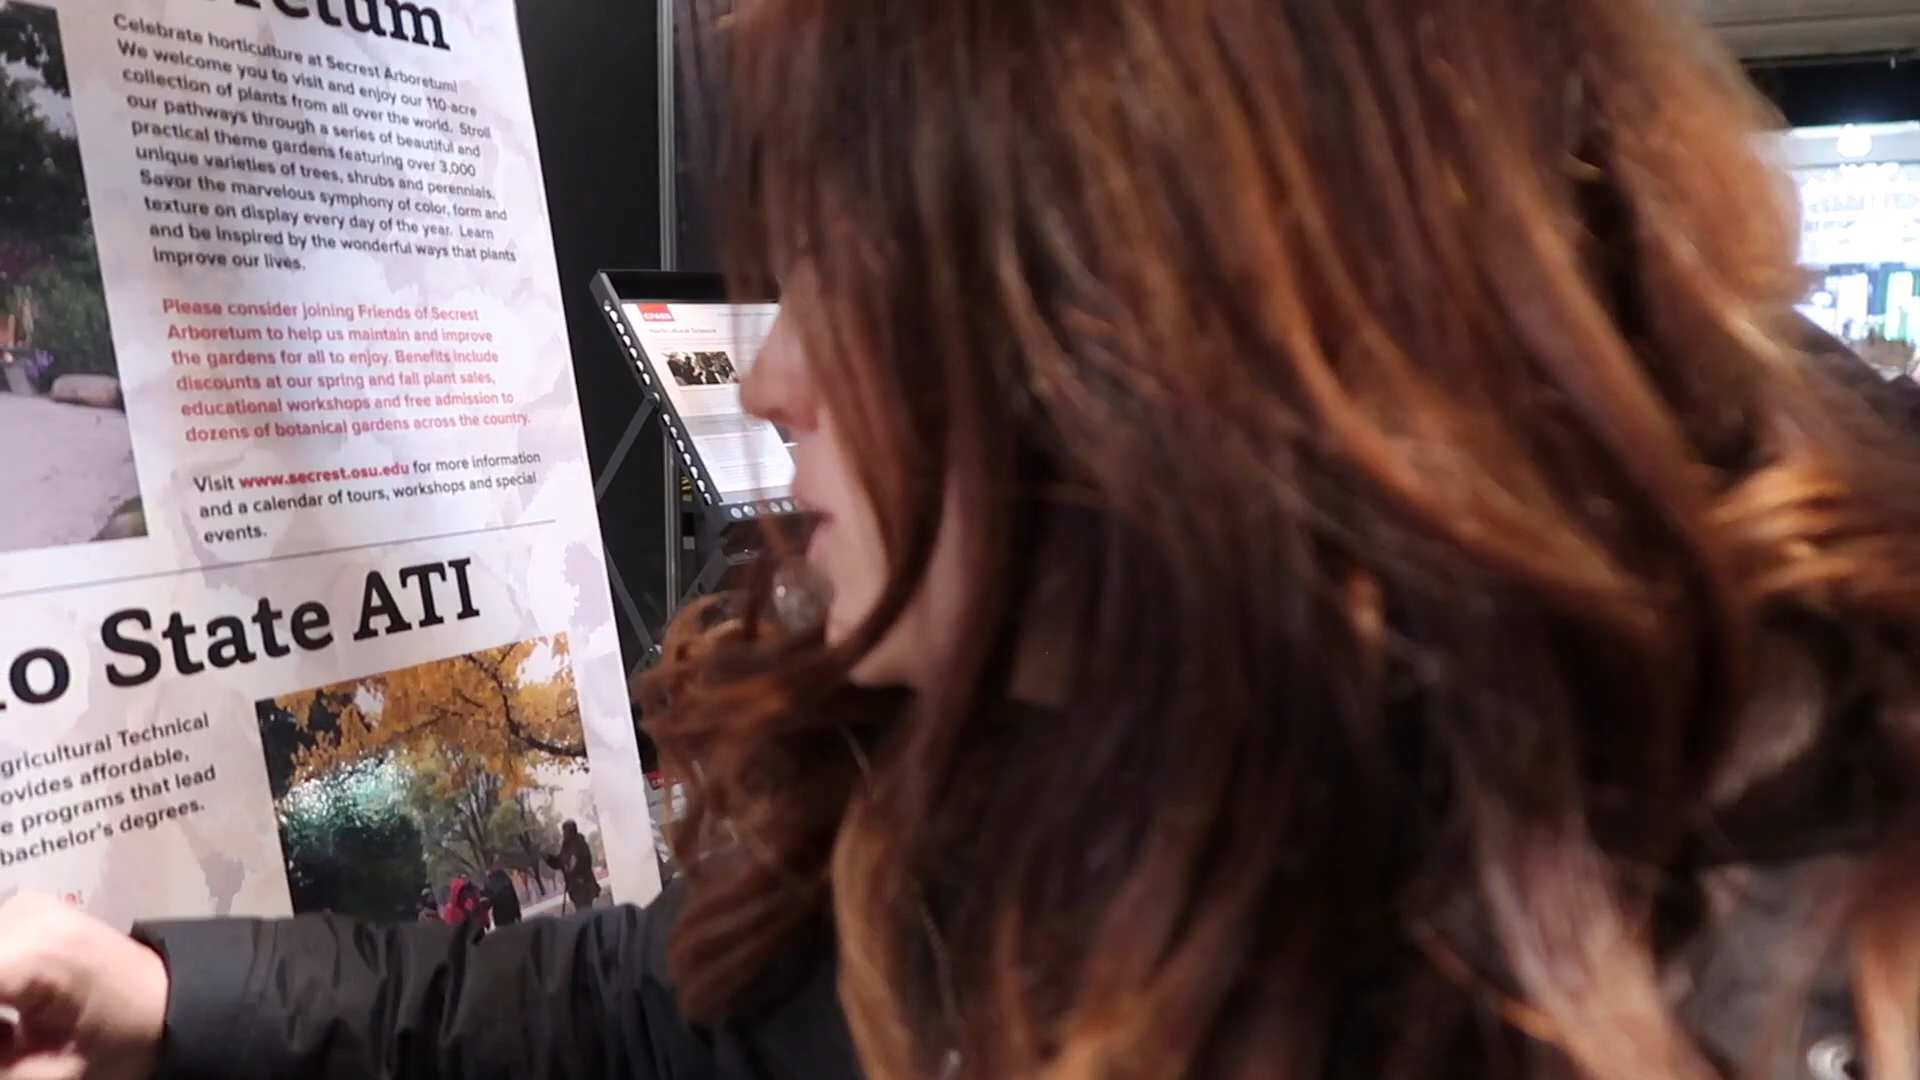 Celebrate horticulture at Secrest Arboretum!
We welcome you to visit and enjoy our 110-acre
collection of plants from all over the world. Stroll
our pathways through a series of beautiful and
practical theme gardens featuring over 3,000
unique varieties of trees, shrubs and perennials.
Savor the marvelous symphony of color, form and
texture on display every day of the year. Learn
and be inspired by the wonderful ways that plants
improve our lives.
Please consider joining Friends of Secrest
Arboretum to help us maintain and improve
the gardens for all to enjoy. Benefits include
discounts at our spring and fall plant sales,
educational workshops and free admission to
dozens of botanical gardens across the country.
Visit www.secrest.osu.edu for more information
and a calendar of tours, workshops and special
events.
o State ATI
gricultural Technical
ovides affordable,
e programs that lead
bachelor's degrees.
CFAES
Horticultural Science